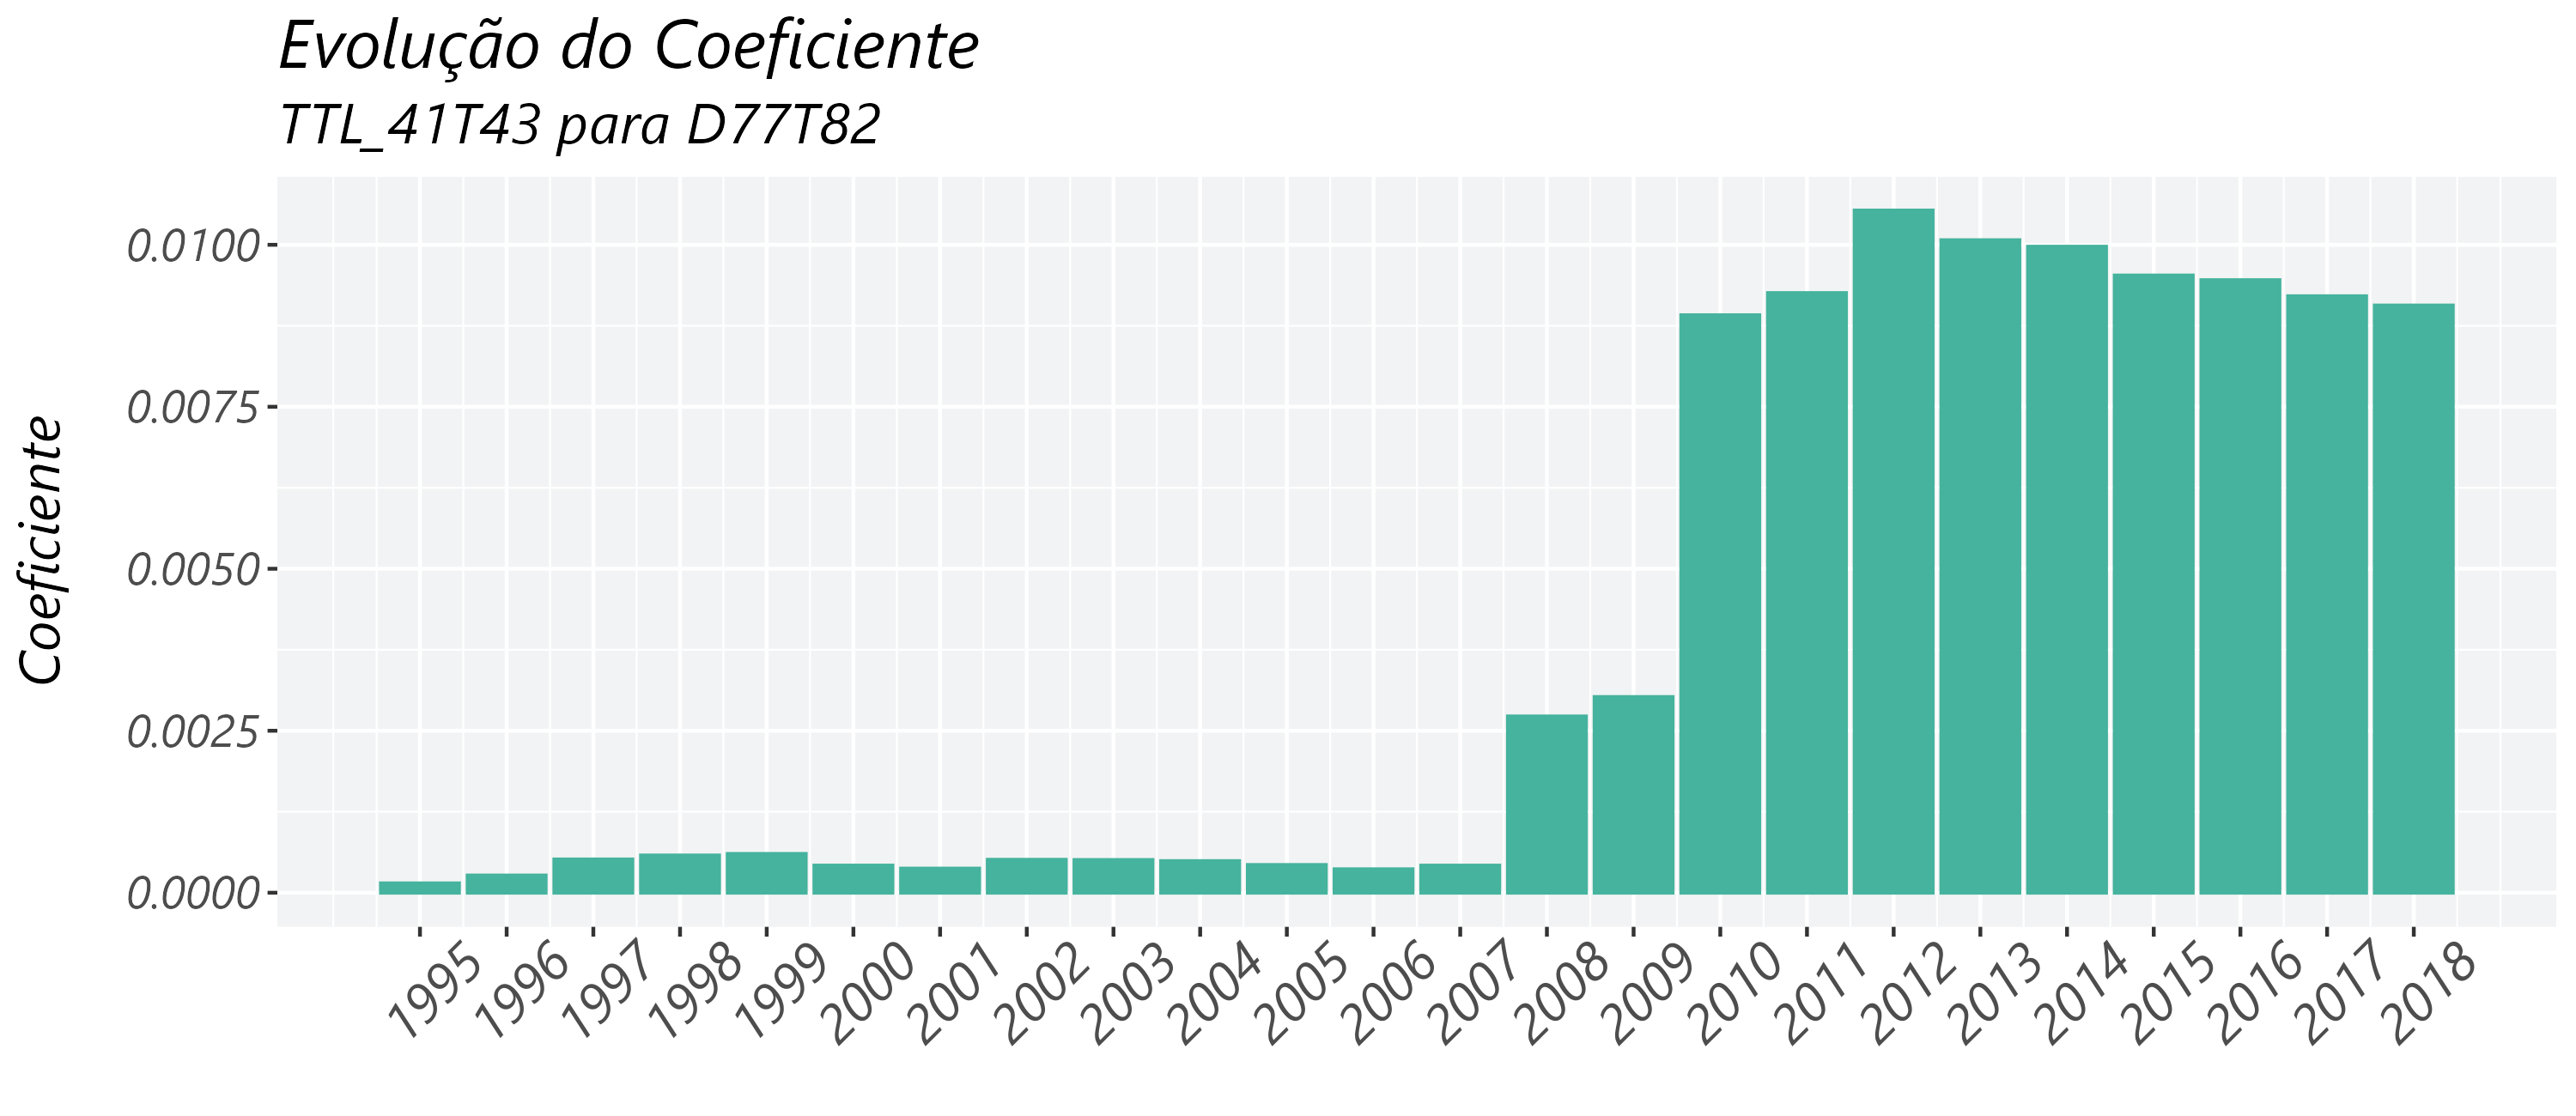 Evolução do Coeficiente
TTL_41T43 para D77T82
Coeficiente
0.0100
0.0075
0.0050
0.0025
0.0000
1995 1996 1997 1998 1999 2000 2001 2002 2003 2004 2005 2006 2007 2008 2009 2010 2011 2012 2013 2014 2015 2016 2017 2018